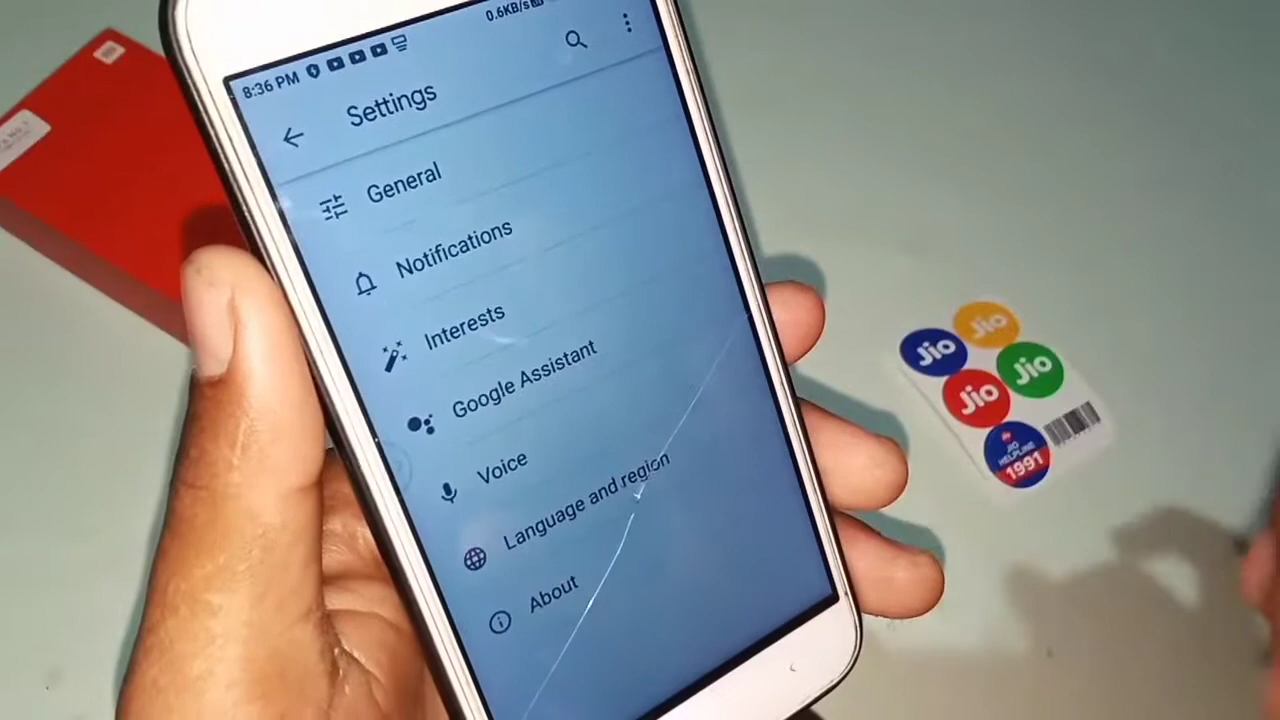 8:36 PM
0.6KB/s
Settings
General
Notifications
Interests
Google Assistant
Voice
Language and region
About
Jio
Jio
Jio
Jio
JIO
HELPLINE
1991